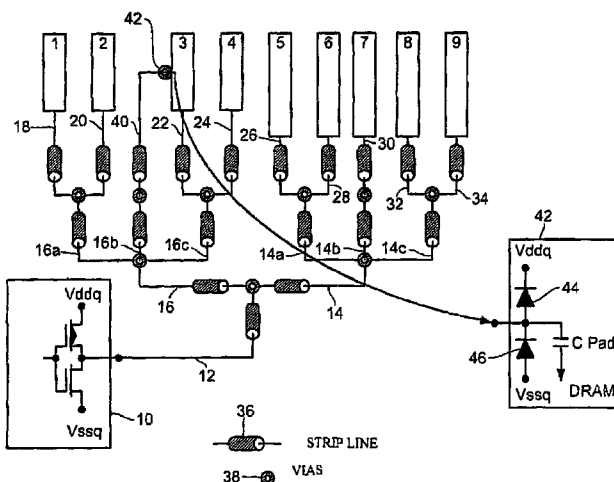 42
1 2 3 4 5 6 7 8 9
18 20 40 22 24 26 30
28 32 34
16a 16b 16c 14a 14b 14c
42
16 14
Vddq
Vddq
44
12
46
C Pad
Vssq
DRAM
Vssq
10
36
STRIP LINE
38
VIAS